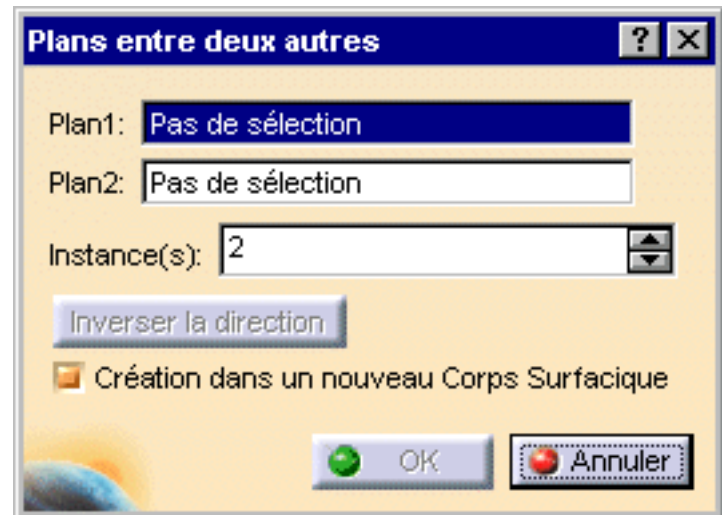 Plans entre deux autres ? X
Plan1: Pas de sélection
Plan2: Pas de sélection
Instance(s): 2
Inverser la direction
Création dans un nouveau Corps Surfacique
OK Annuler